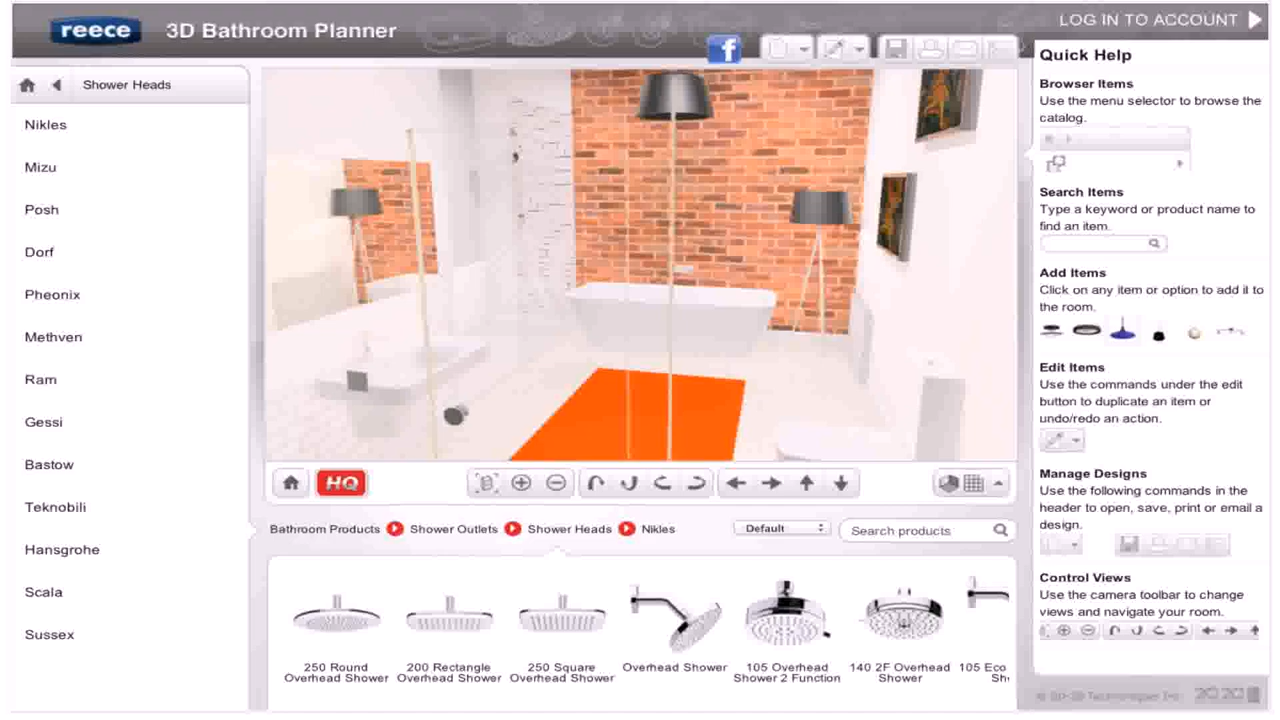 reece
3D Bathroom Planner
LOG IN TO ACCOUNT
f
Shower Heads
Nikles
Mizu
Posh
Dorf
Pheonix
Methven
Ram
Gessi
Bastow
Teknobili
Hansgrohe
Scala
Sussex
HQ
Bathroom Products Shower Outlets Shower Heads Nikles
Default
Search products
250 Round
Overhead Shower
200 Rectangle
Overhead Shower
250 Square
Overhead Shower
Overhead Shower
105 Overhead
Shower 2 Function
140 2F Overhead
Shower
105 Eco
Sh
Quick Help
Browser Items
Use the menu selector to browse the
catalog.
Search Items
Type a keyword or product name to
find an item.
Add Items
Click on any item or option to add it to
the room.
Edit Items
Use the commands under the edit
button to duplicate an item or
undo/redo an action.
Manage Designs
Use the following commands in the
header to open, save, print or email a
design.
Control Views
Use the camera toolbar to change
views and navigate your room.
2020